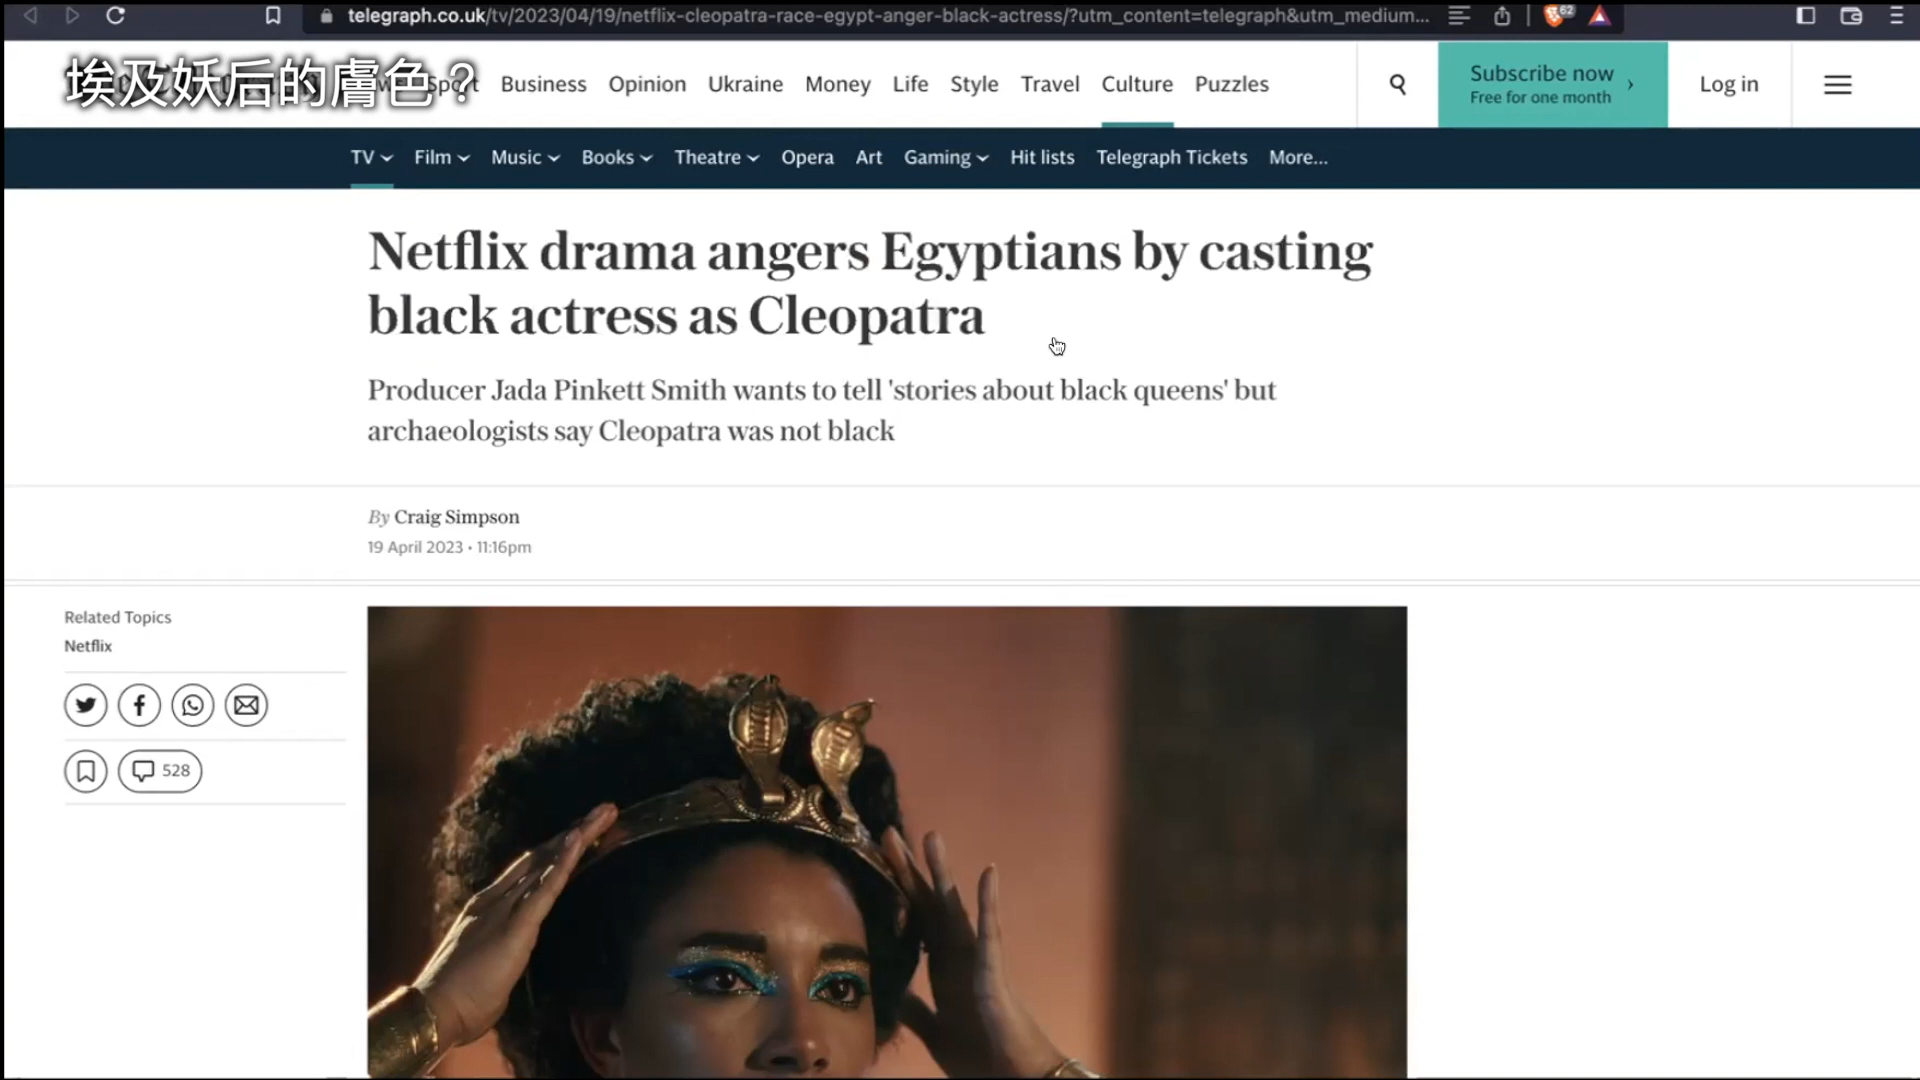 telegraph.co.uk/tv/2023/04/19/netflix-cleopatra-race-egypt-anger-black-actress/?utm_content=telegraph&utm_medium...
62
埃及妖后的膚色？
Sport Business Opinion Ukraine Money Life Style Travel Culture Puzzles
Subscribe now
Free for one month
Log in
TV Film Music Books Theatre Opera Art Gaming Hit lists Telegraph Tickets More...
Netflix drama angers Egyptians by casting
black actress as Cleopatra
Producer Jada Pinkett Smith wants to tell 'stories about black queens' but
archaeologists say Cleopatra was not black
By Craig Simpson
19 April 2023 • 11:16pm
Related Topics
Netflix
528